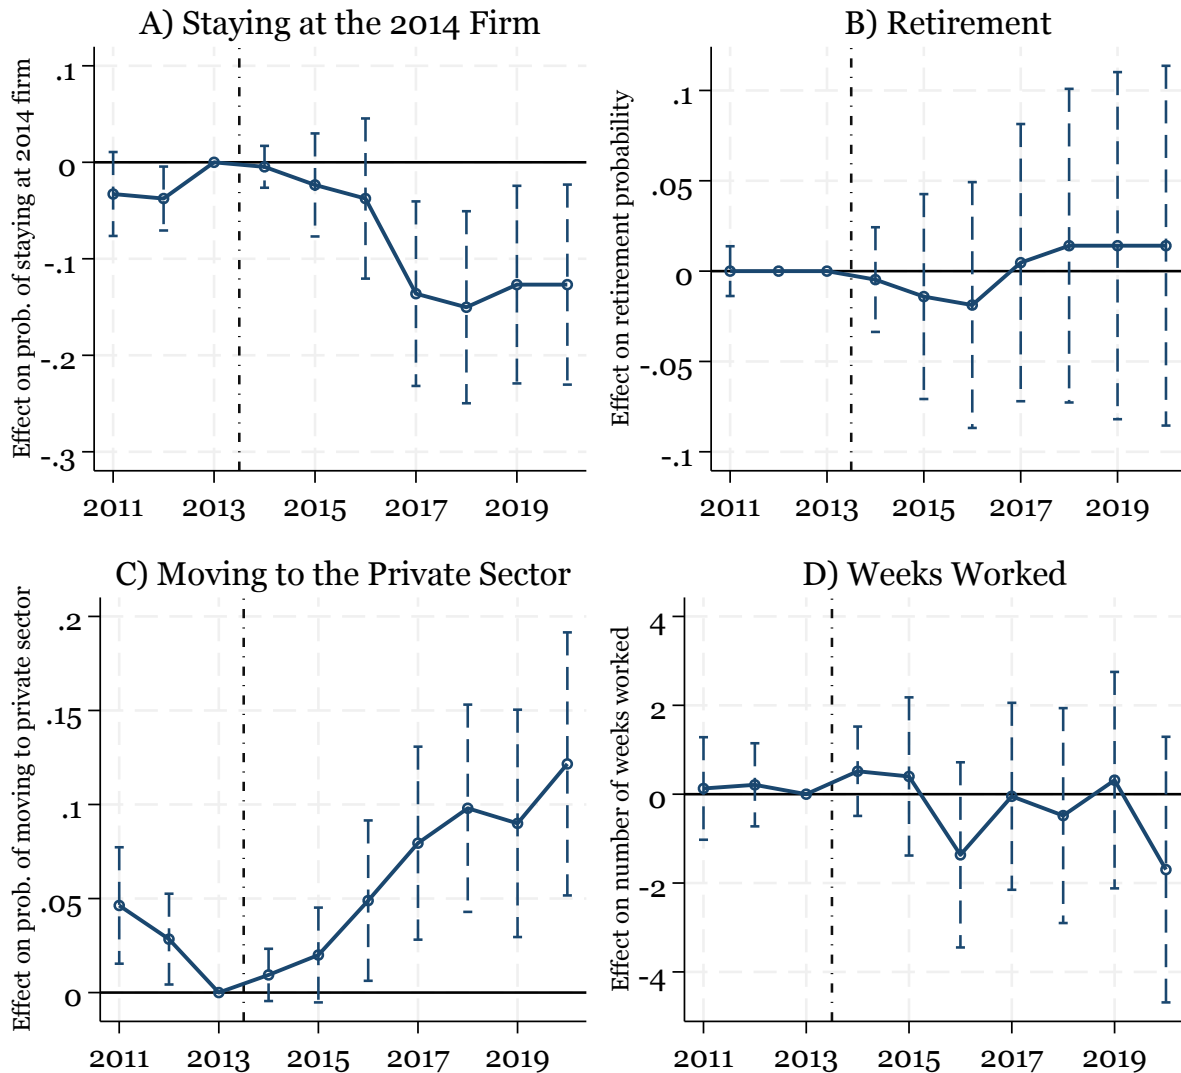 A) Staying at the 2014 Firm
Effect on prob. of staying at 2014 firm
.1
0
-.1
-.2
-.3
2011 2013 2015 2017 2019
B) Retirement
Effect on retirement probability
.1
.05
0
-.05
-.1
2011 2013 2015 2017 2019
C) Moving to the Private Sector
Effect on prob. of moving to private sector
.2
.15
.1
.05
0
2011 2013 2015 2017 2019
D) Weeks Worked
Effect on number of weeks worked
4
2
0
-2
-4
2011 2013 2015 2017 2019